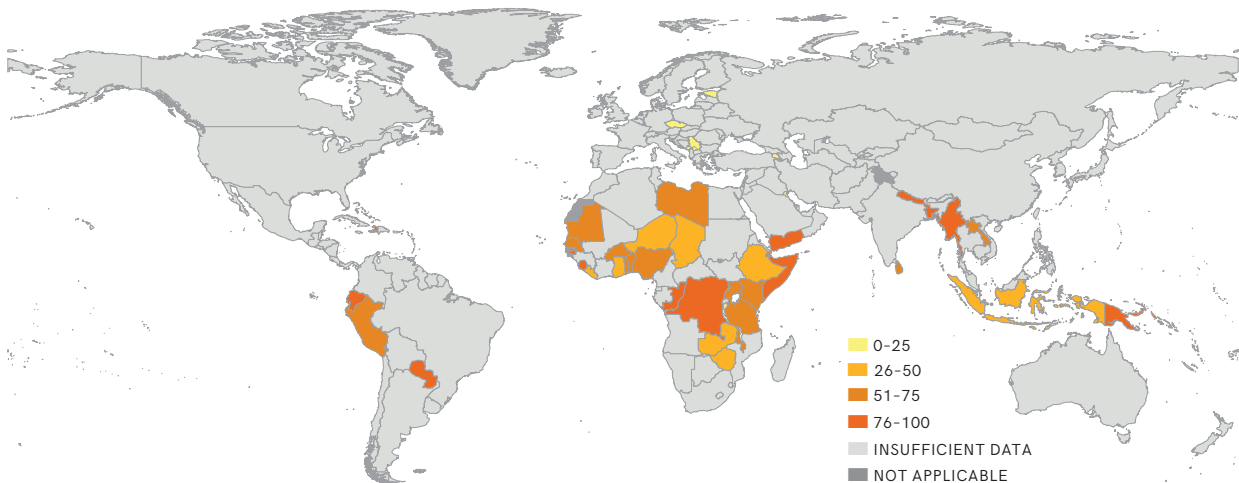 0–25
26–50
51–75
76–100
INSUFFICIENT DATA
NOT APPLICABLE